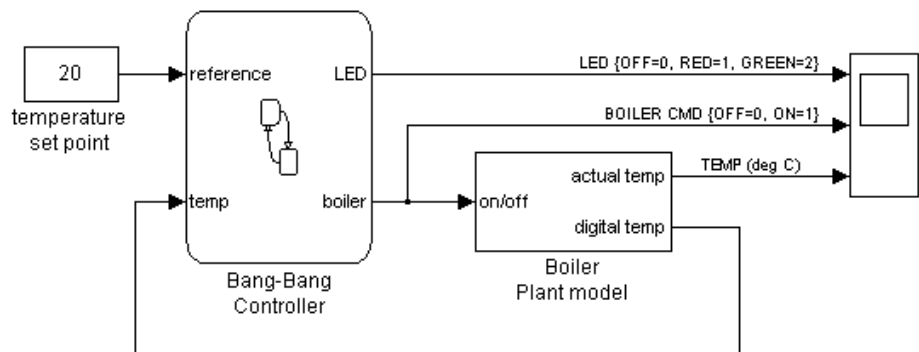 20
temperature
set point
reference
LED
temp
boiler
Bang-Bang
Controller
LED {OFF=0, RED=1, GREEN=2}
BOILER CMD {OFF=0, ON=1}
TEMP (deg C)
on/off
actual temp
digital temp
Boiler
Plant model